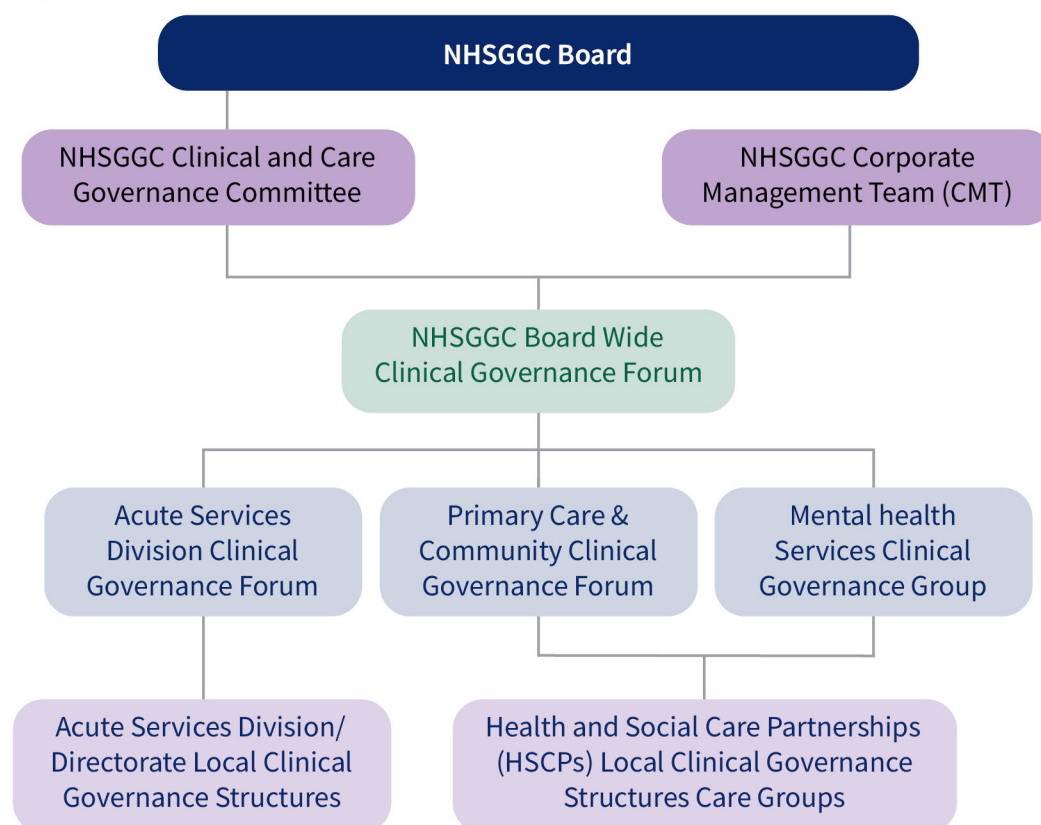 NHSGGC Board
NHSGGC Clinical and Care
Governance Committee
NHSGGC Corporate
Management Team (CMT)
NHSGGC Board Wide
Clinical Governance Forum
Acute Services
Division Clinical
Governance Forum
Primary Care &
Community Clinical
Governance Forum
Mental health
Services Clinical
Governance Group
Acute Services Division/
Directorate Local Clinical
Governance Structures
Health and Social Care Partnerships
(HSCPs) Local Clinical Governance
Structures Care Groups